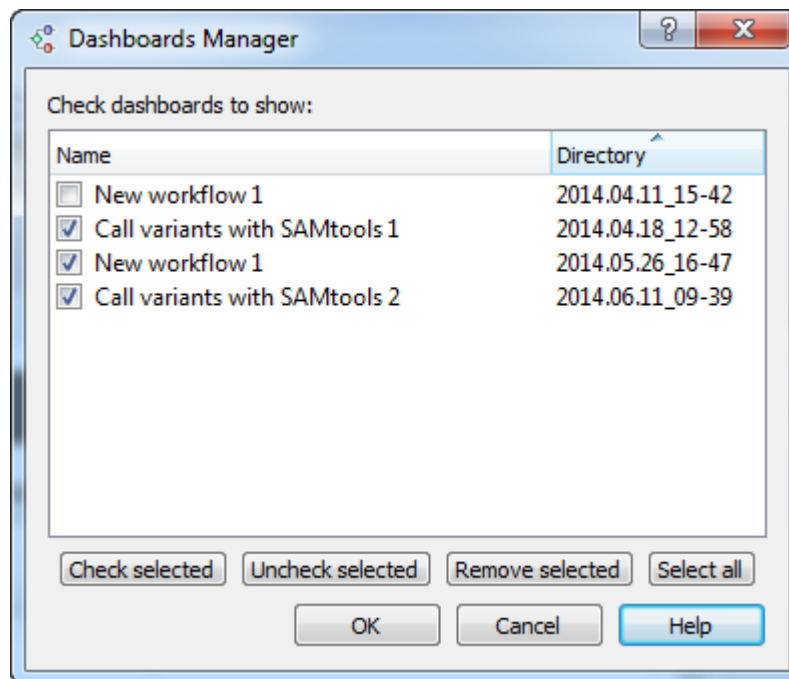 Dashboards Manager
Check dashboards to show:
Name Directory
New workflow 1 2014.04.11_15-42
Call variants with SAMtools 1 2014.04.18_12-58
New workflow 1 2014.05.26_16-47
Call variants with SAMtools 2 2014.06.11_09-39
Check selected Uncheck selected Remove selected Select all
OK Cancel Help